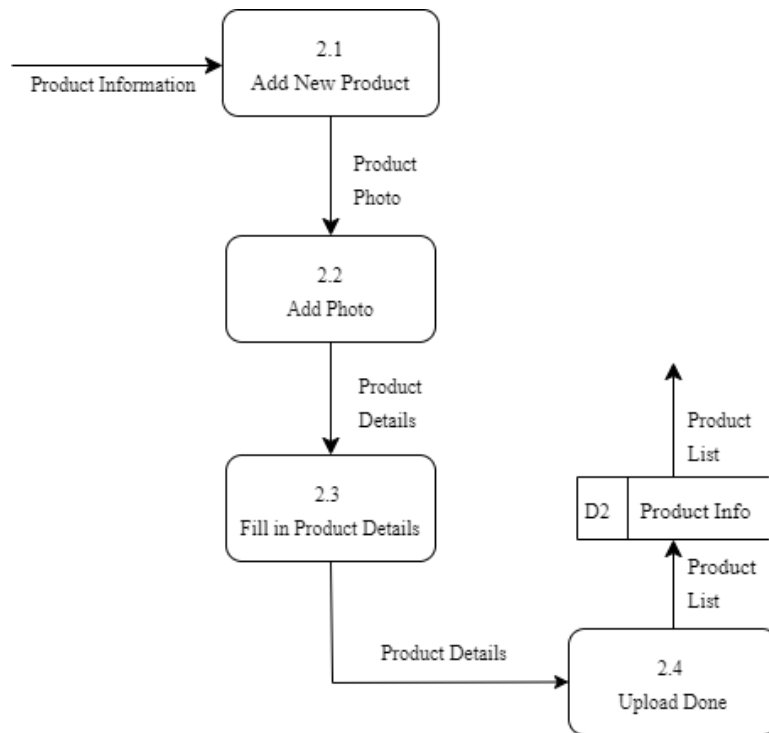 2.1
Add New Product
Product Information
Product
Photo
2.2
Add Photo
Product
Details
2.3
Fill in Product Details
Product
List
D2 Product Info
Product
List
Product Details
2.4
Upload Done